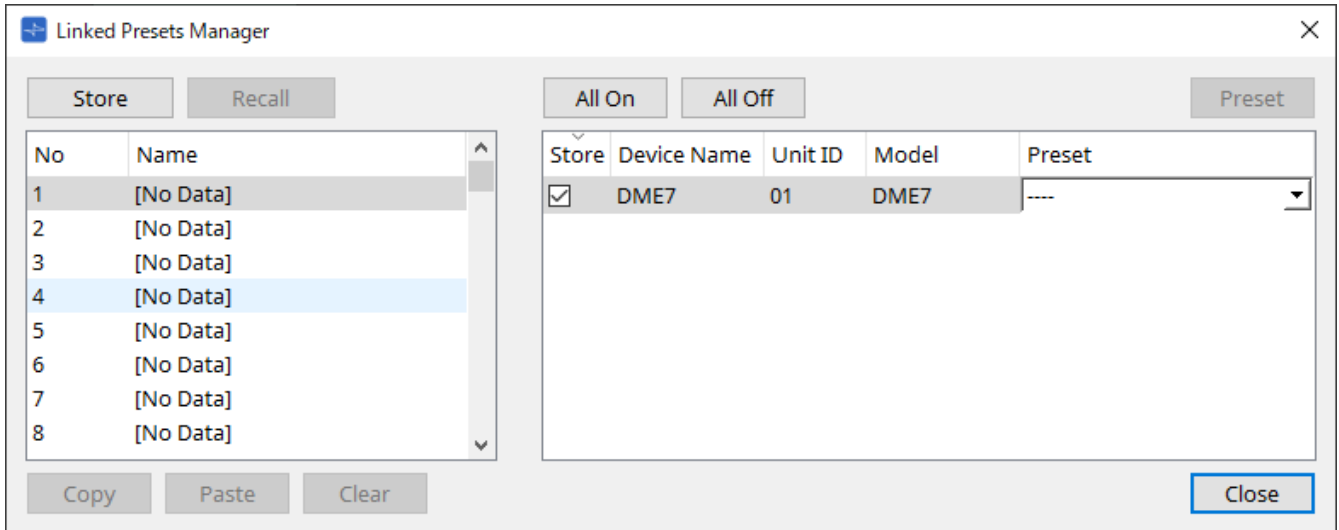 Linked Presets Manager
Store Recall All On All Off Preset
No Name Store Device Name Unit ID Model Preset
1 [No Data] DME7 01 DME7 ----
2 [No Data]
3 [No Data]
4 [No Data]
5 [No Data]
6 [No Data]
7 [No Data]
8 [No Data]
Copy Paste Clear Close